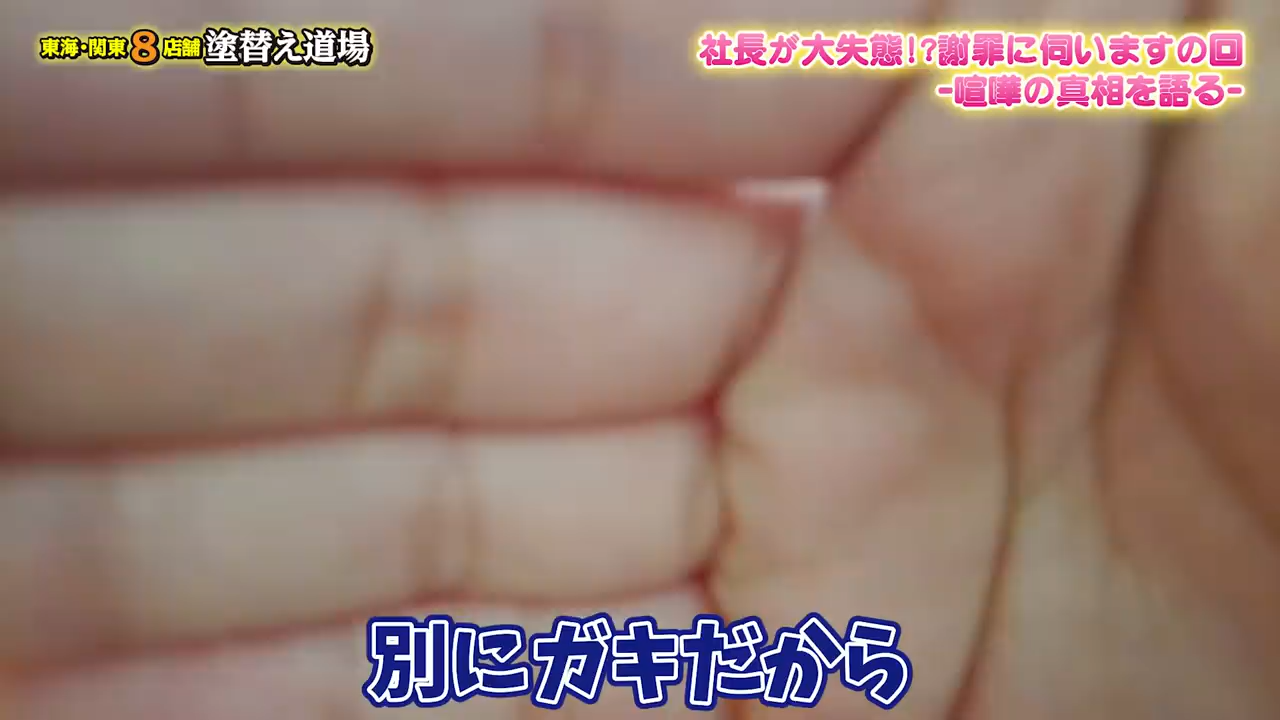 東海・関東8店舗塗替え道場
社長が大失態!?謝罪に伺いますの回
-喧嘩の真相を語る-
別にガキだから